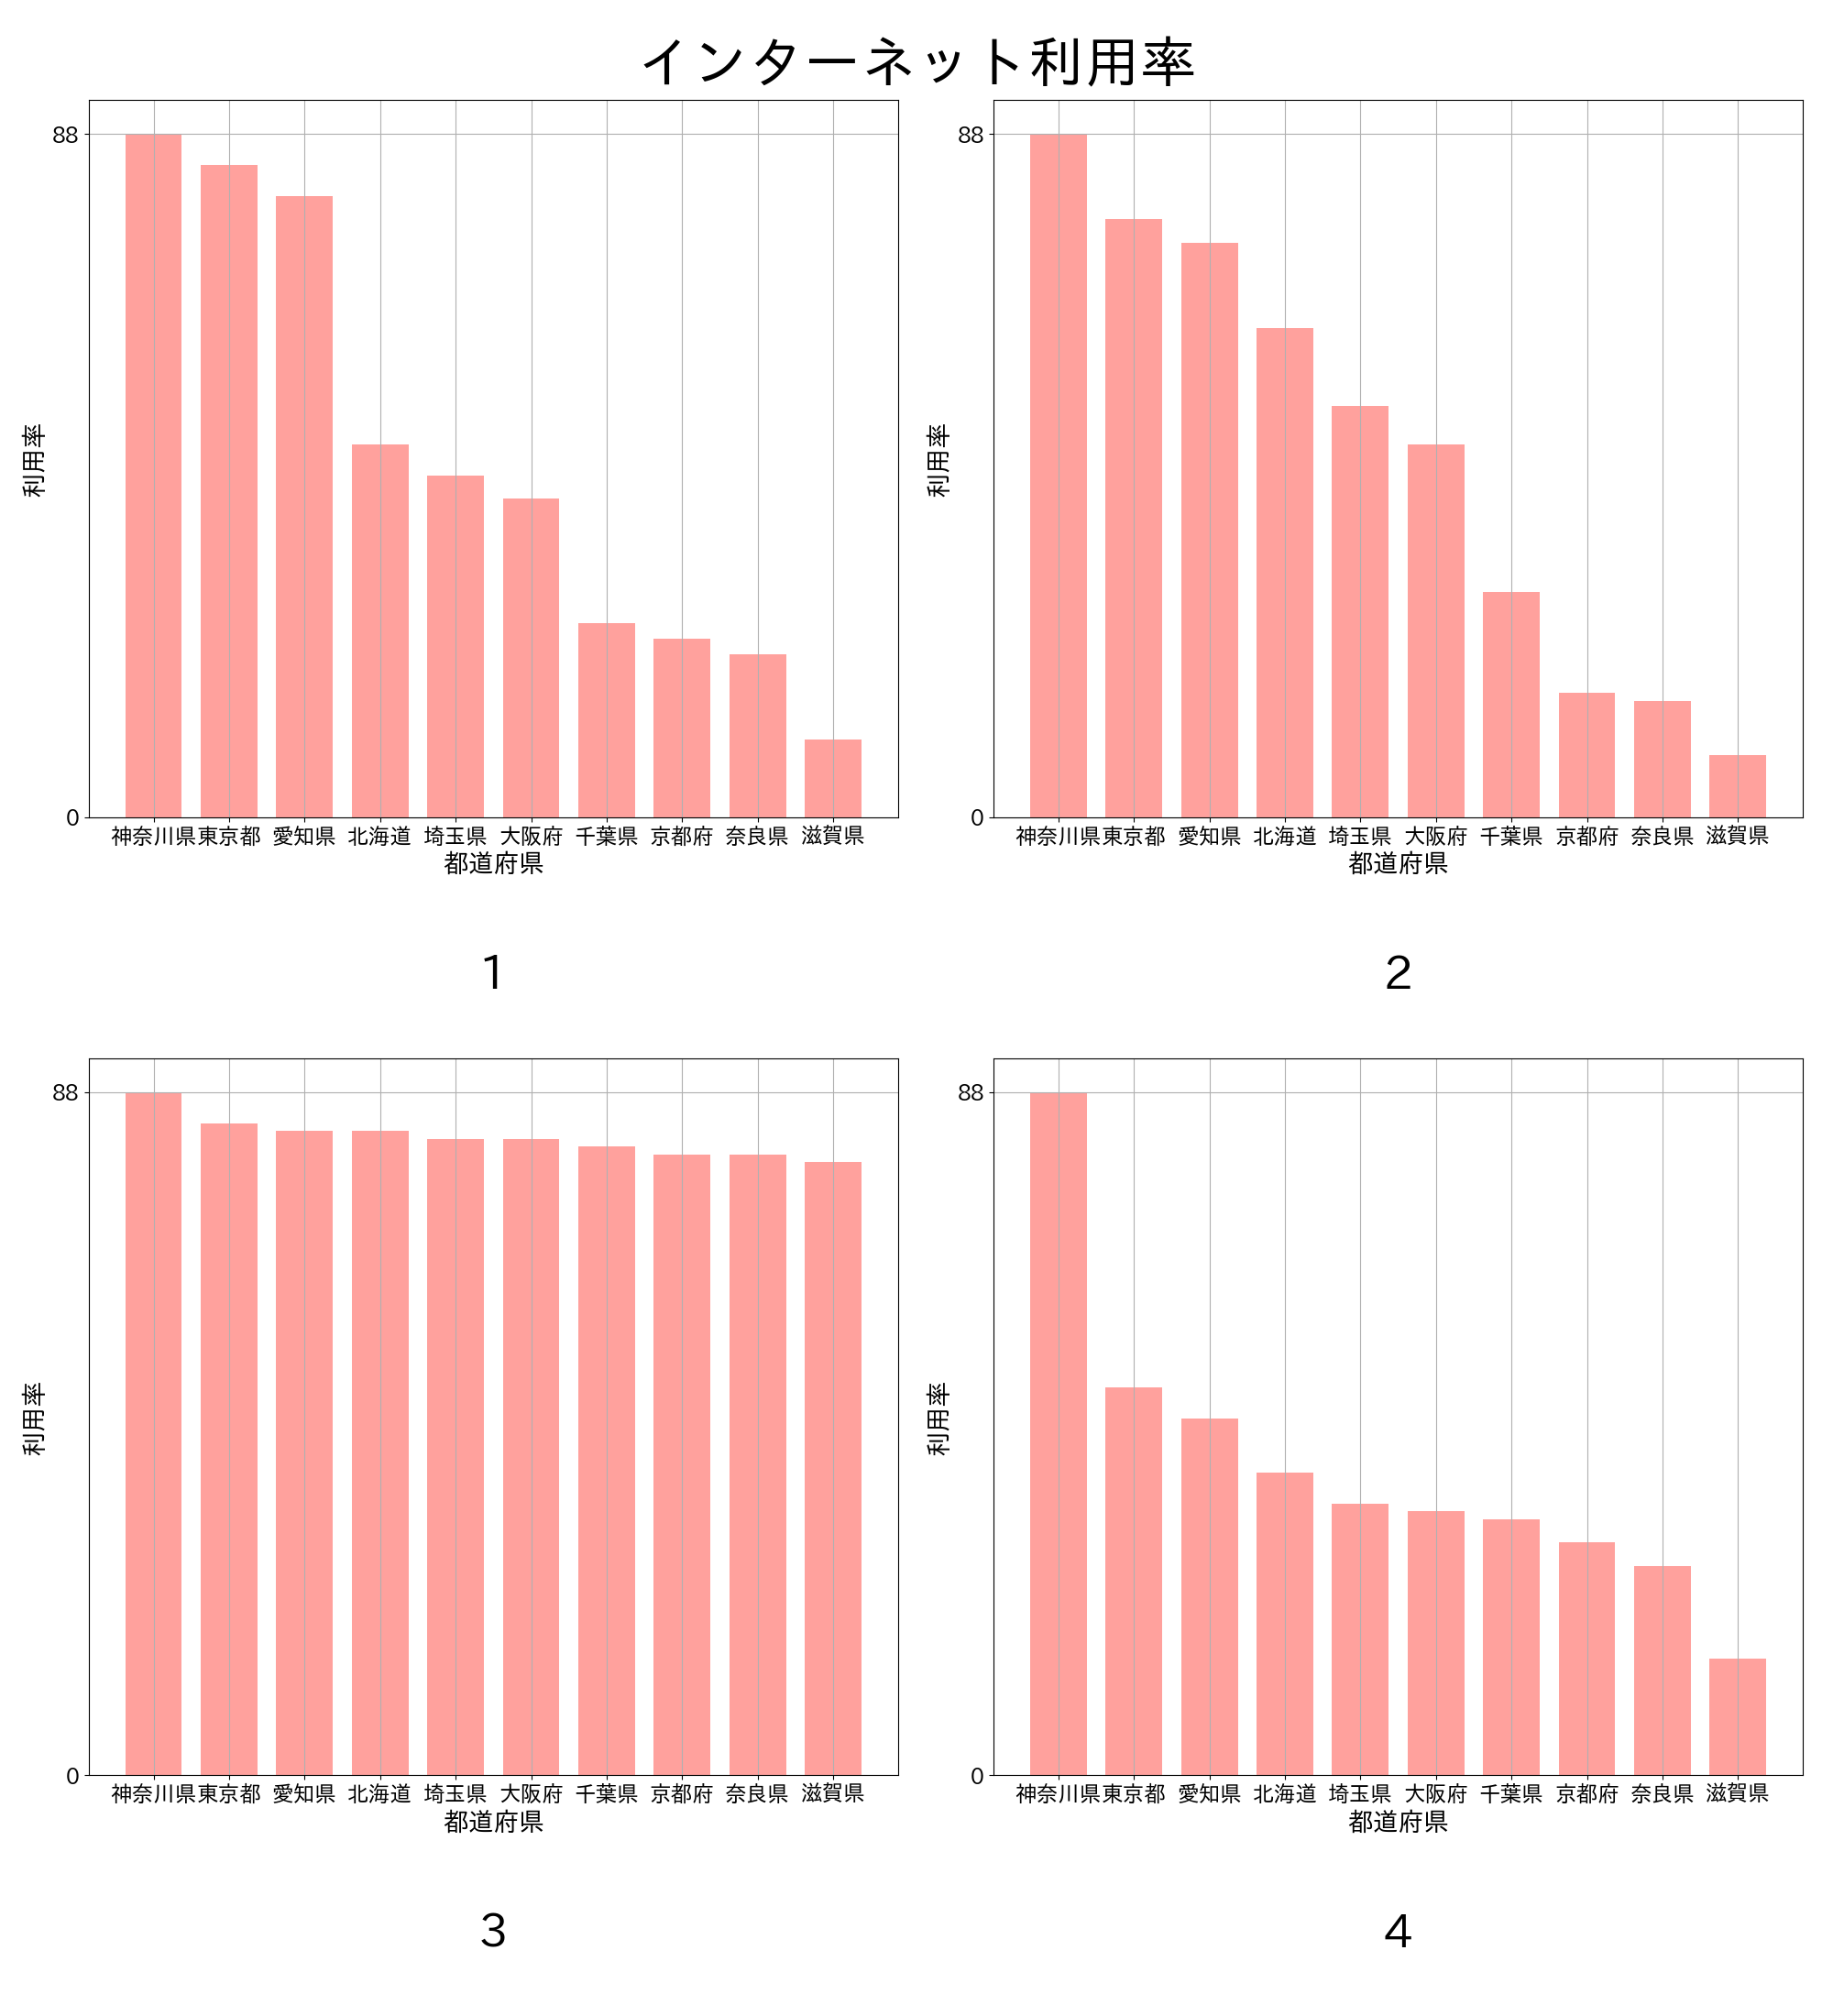 インターネット利用率
88
0
利用率
神奈川県 東京都 愛知県 北海道 埼玉県 大阪府 千葉県 京都府 奈良県 滋賀県
都道府県
1
88
0
利用率
神奈川県 東京都 愛知県 北海道 埼玉県 大阪府 千葉県 京都府 奈良県 滋賀県
都道府県
2
88
0
利用率
神奈川県 東京都 愛知県 北海道 埼玉県 大阪府 千葉県 京都府 奈良県 滋賀県
都道府県
3
88
0
利用率
神奈川県 東京都 愛知県 北海道 埼玉県 大阪府 千葉県 京都府 奈良県 滋賀県
都道府県
4